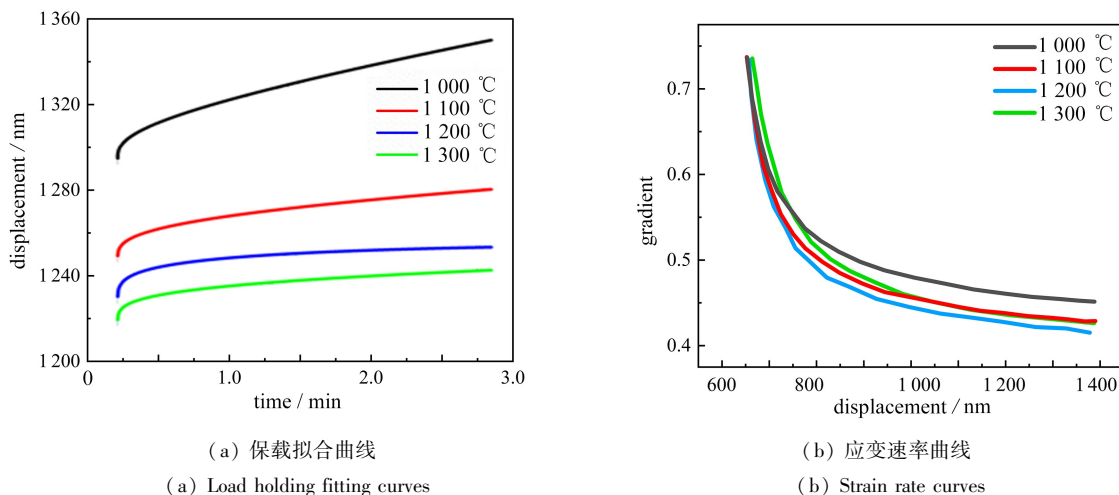 1 360
1 320
1 280
1 240
1 200
displacement / nm
1 000 ℃
1 100 ℃
1 200 ℃
1 300 ℃
0
1.0
2.0
3.0
time / min
(a) 保载拟合曲线
(a) Load holding fitting curves
0.7
0.6
0.5
0.4
gradient
1 000 ℃
1 100 ℃
1 200 ℃
1 300 ℃
600
800
1 000
1 200
1 400
displacement / nm
(b) 应变速率曲线
(b) Strain rate curves